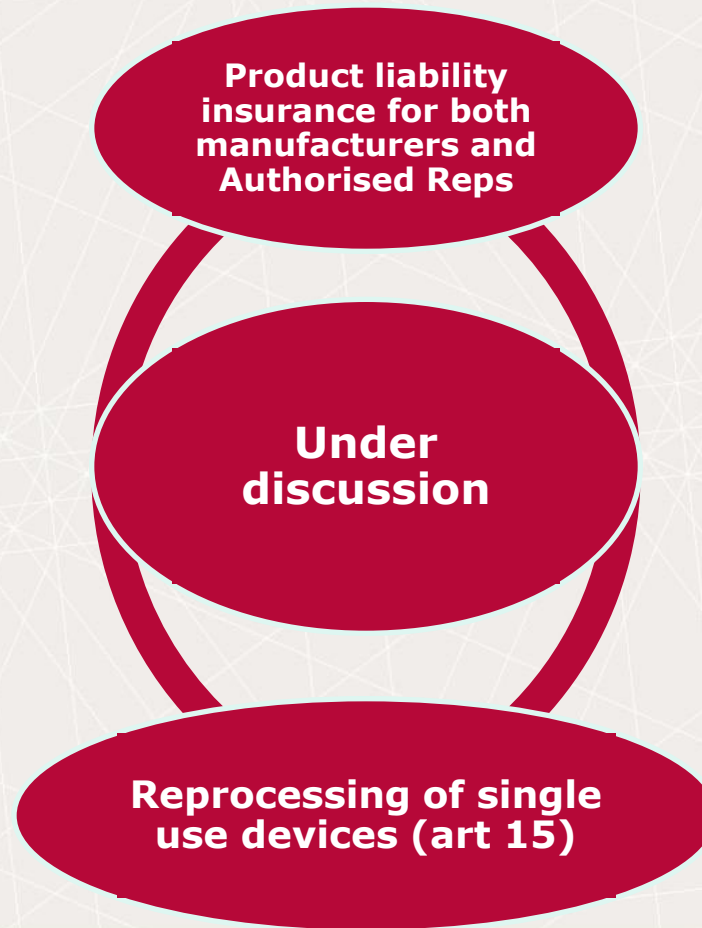 Product liability
insurance for both
manufacturers and
Authorised Reps
Under
discussion
Reprocessing of single
use devices (art 15)